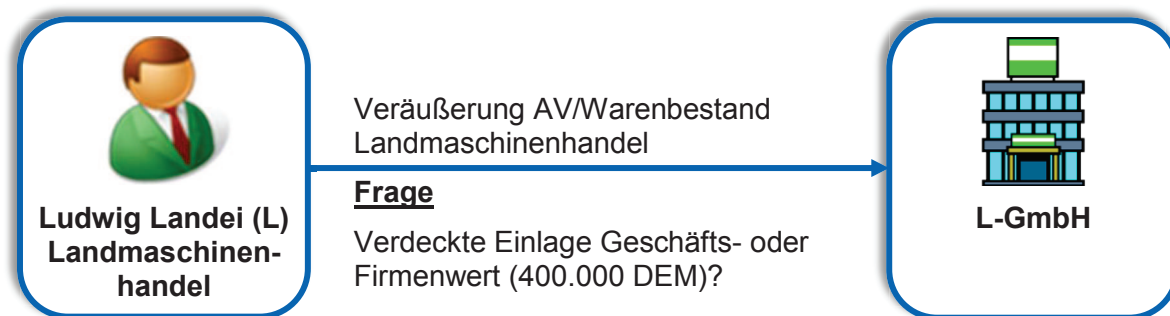 Ludwig Landei (L)
Landmaschinen-
handel
Veräußerung AV/Warenbestand
Landmaschinenhandel
Frage
Verdeckte Einlage Geschäfts- oder
Firmenwert (400.000 DEM)?
L-GmbH